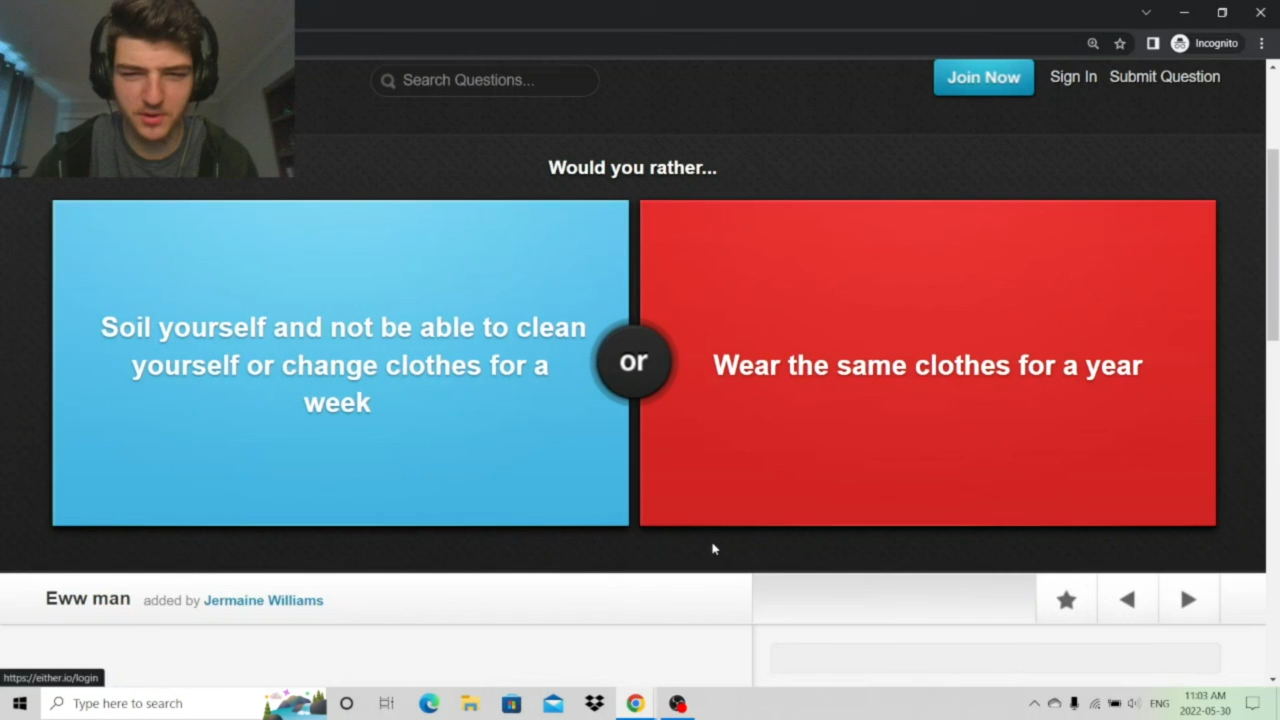 Incognito
Search Questions...
Join Now
Sign In
Submit Question
Would you rather...
Soil yourself and not be able to clean
yourself or change clothes for a
week
or
Wear the same clothes for a year
Eww man
added by Jermaine Williams
https://either.io/login
Type here to search
ENG
11:03 AM
2022-05-30